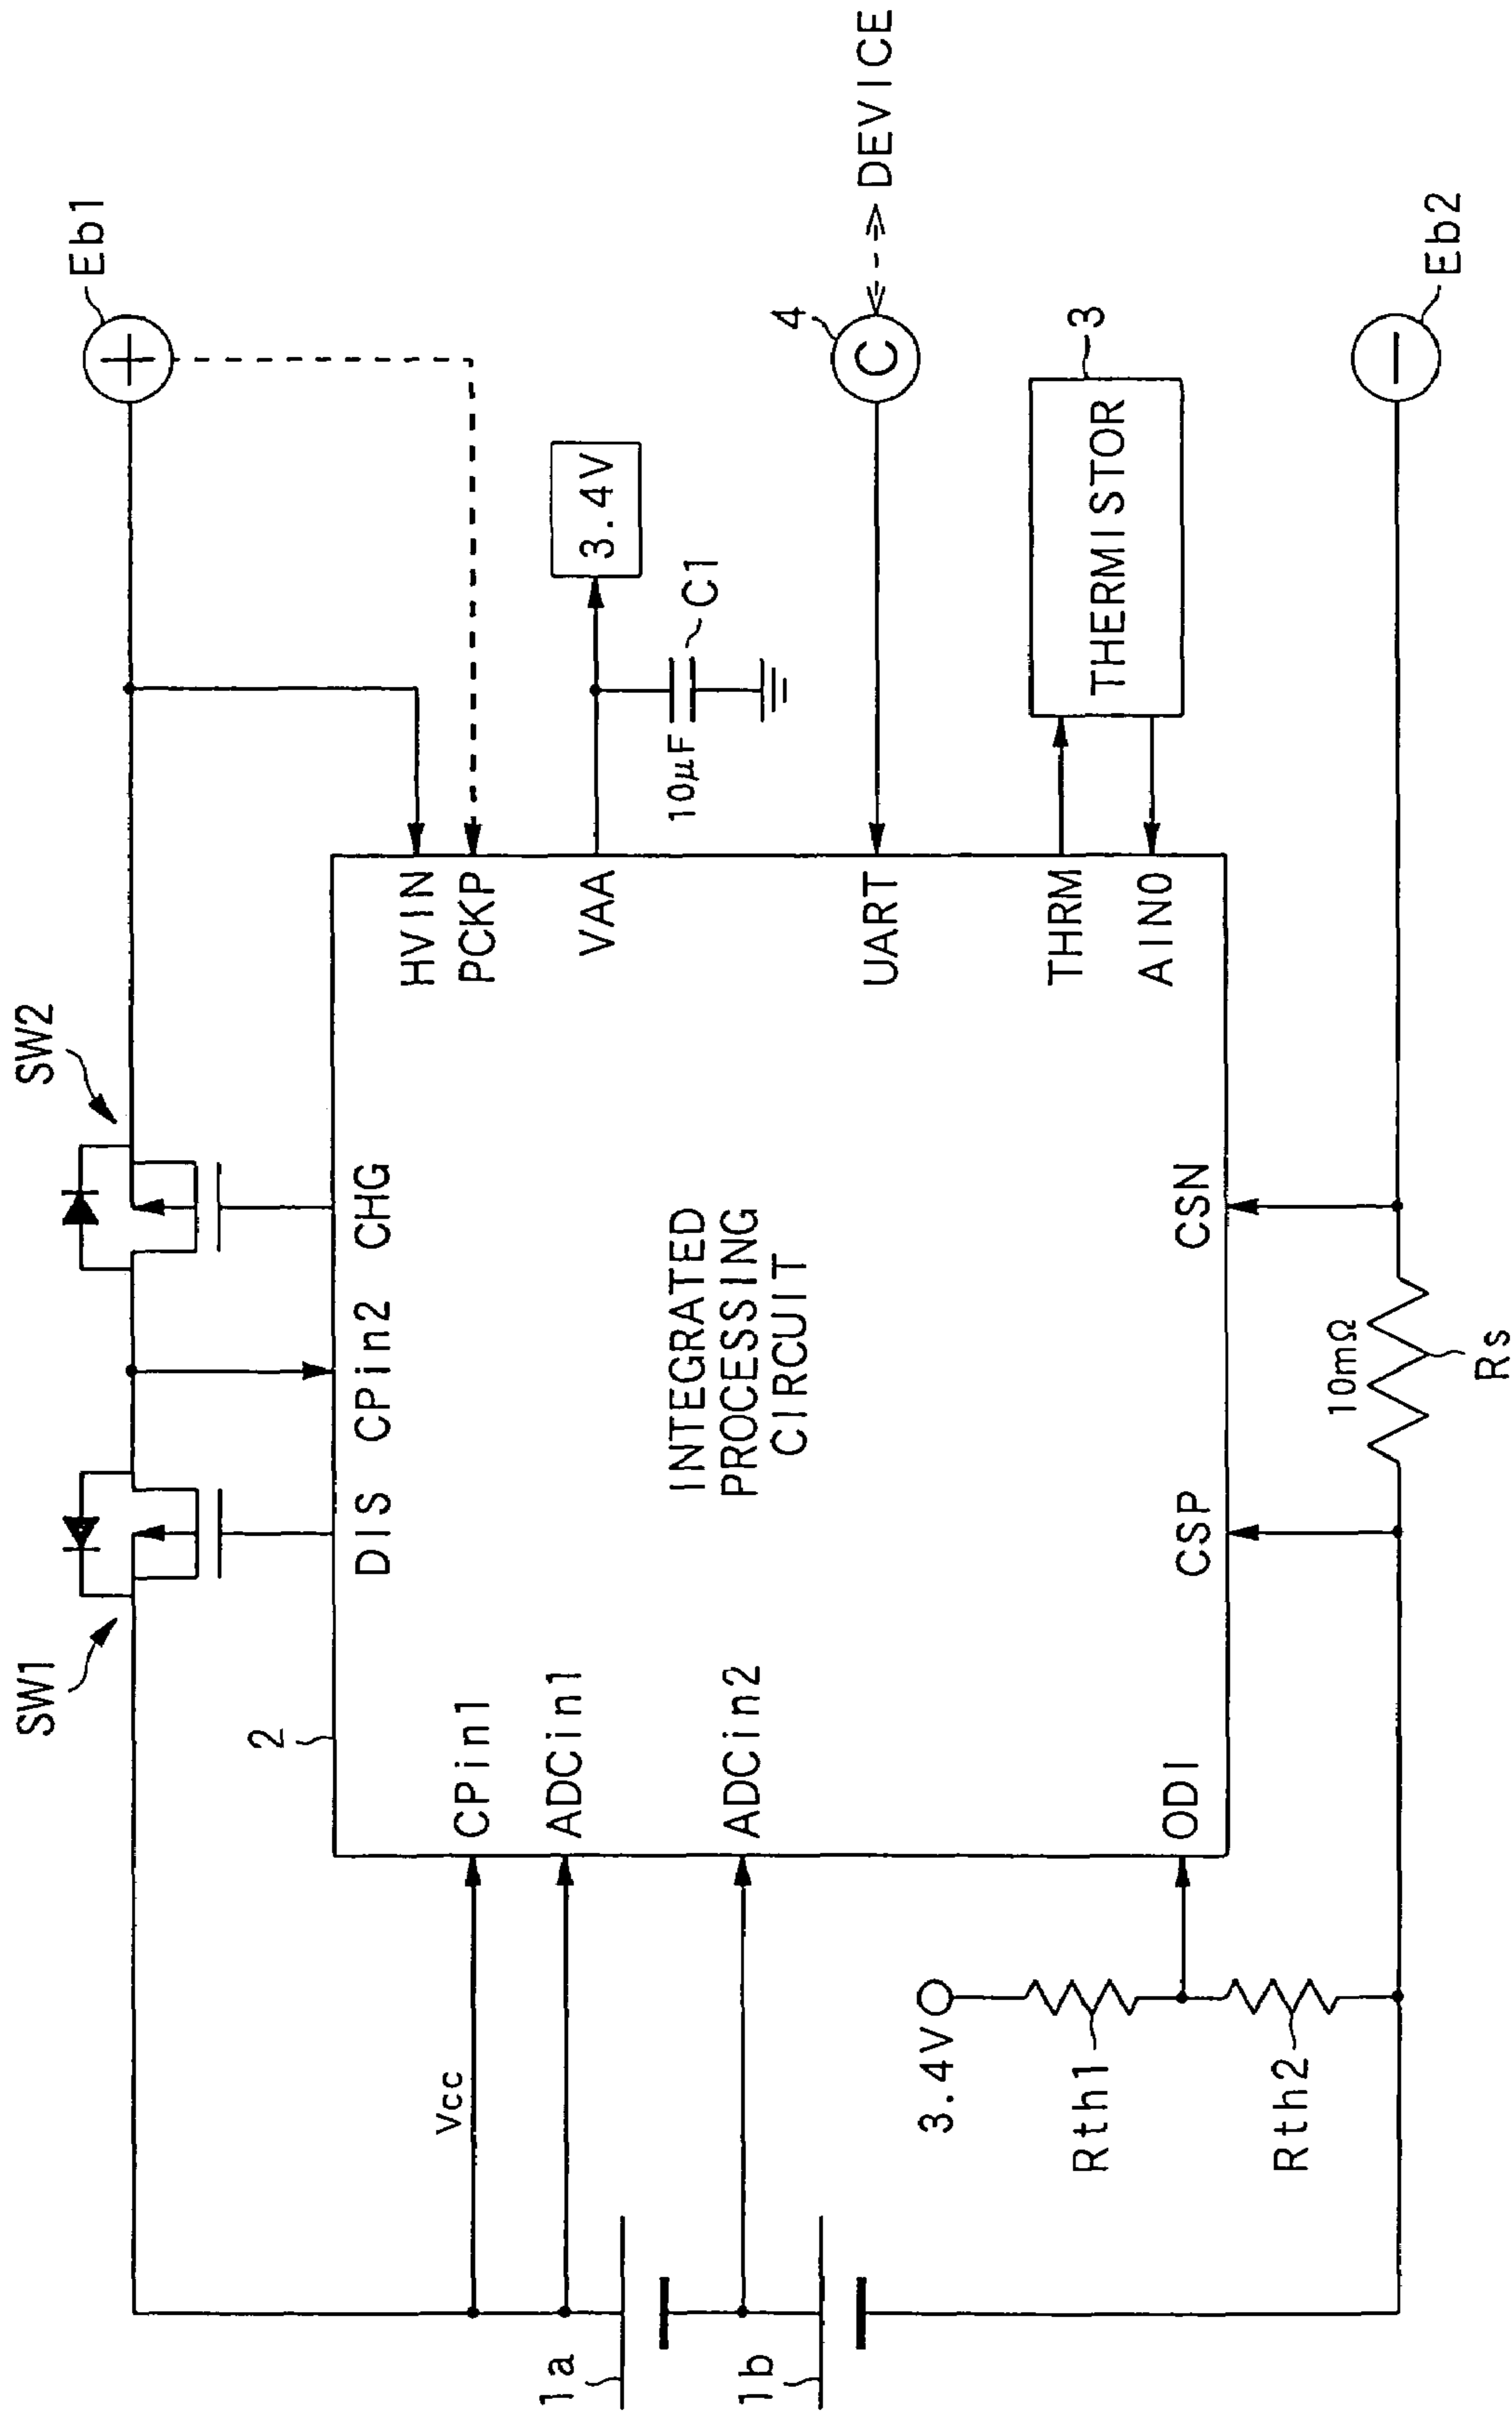 SW1
SW2
Eb1
2
DIS CPin2 CHG
Vcc
CPin1
ADCin1
ADCin2
HVIN
PCKP
VAA
3.4V
10μF
C1
INTEGRATED
PROCESSING
CIRCUIT
1a
1b
UART
4
C
DEVICE
3.4V
Rth1
Rth2
ODI
CSP
CSN
THRM
AIN0
THERMISTOR
3
10mΩ
Rs
Eb2